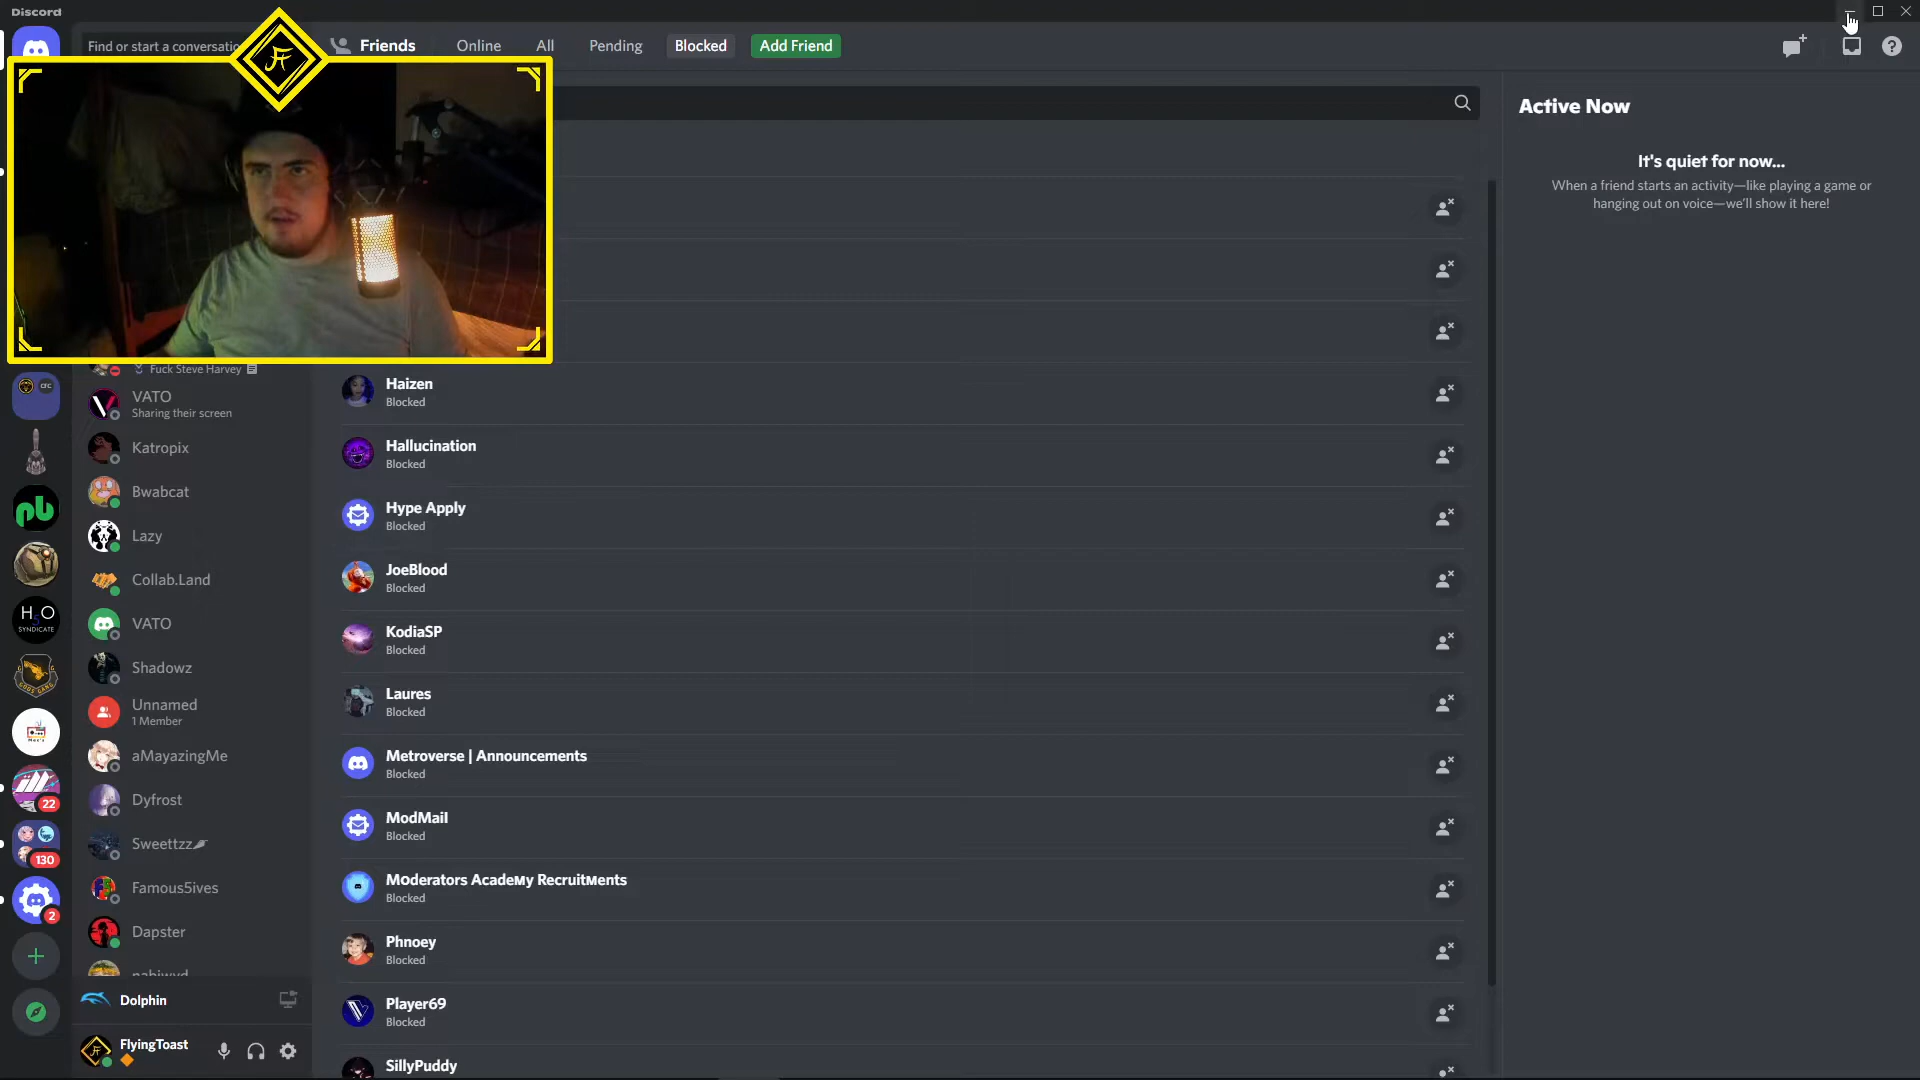 Discord
Find or start a conversatio
Friends
Online
All
Pending
Blocked
Add Friend
Active Now
It's quiet for now...
When a friend starts an activity—like playing a game or
hanging out on voice—we'll show it here!
Fuck Steve Harvey
VATO
Sharing their screen
Katropix
Bwabcat
Lazy
Collab.Land
VATO
Shadowz
Unnamed
1 Member
aMayazingMe
Dyfrost
Sweettzz
Famous5ives
Dapster
Dolphin
FlyingToast
Haizen
Blocked
Hallucination
Blocked
Hype Apply
Blocked
JoeBlood
Blocked
KodiaSP
Blocked
Laures
Blocked
Metroverse | Announcements
Blocked
ModMail
Blocked
Moderators AcadeMy RecruitMents
Blocked
Phnoey
Blocked
Player69
Blocked
SillyPuddy
CFC
pb
H5O
SYNDICATE
22
130
2